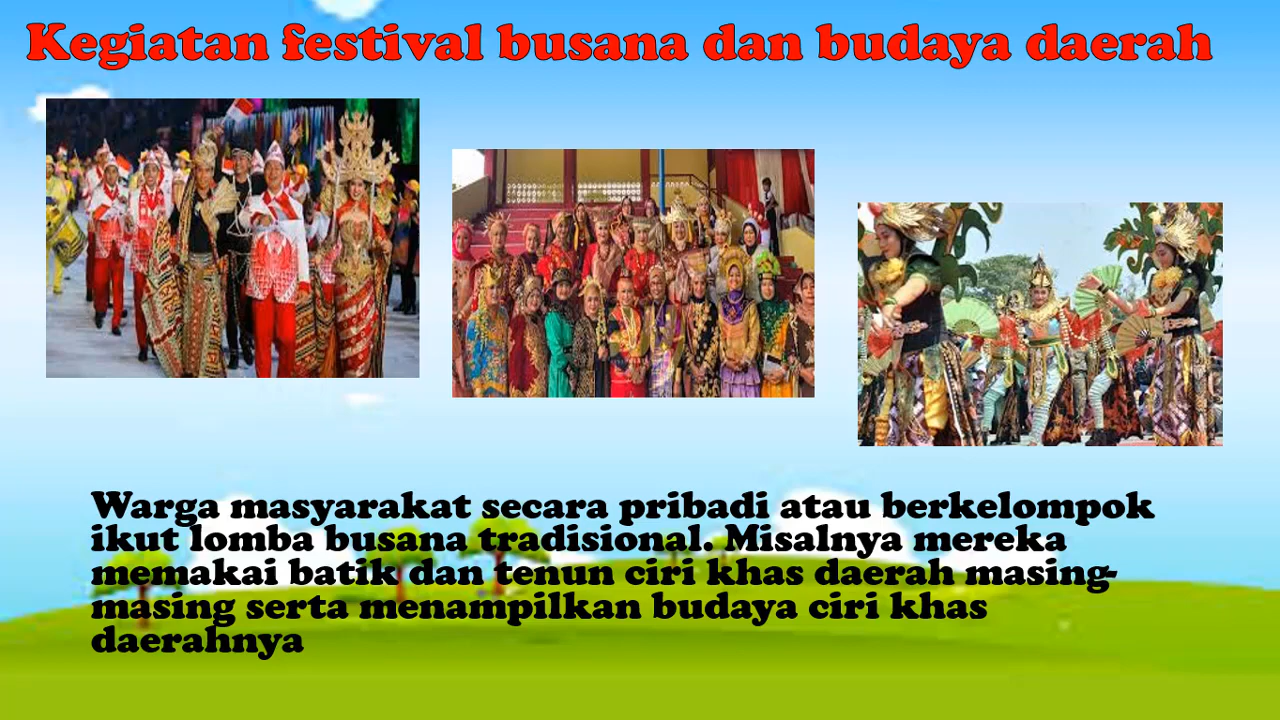 Kegiatan festival busana dan budaya daerah
Warga masyarakat secara pribadi atau berkelompok
ikut lomba busana tradisional. Misalnya mereka
memakai batik dan tenun ciri khas daerah masing-
masing serta menampilkan budaya ciri khas
daerahnya